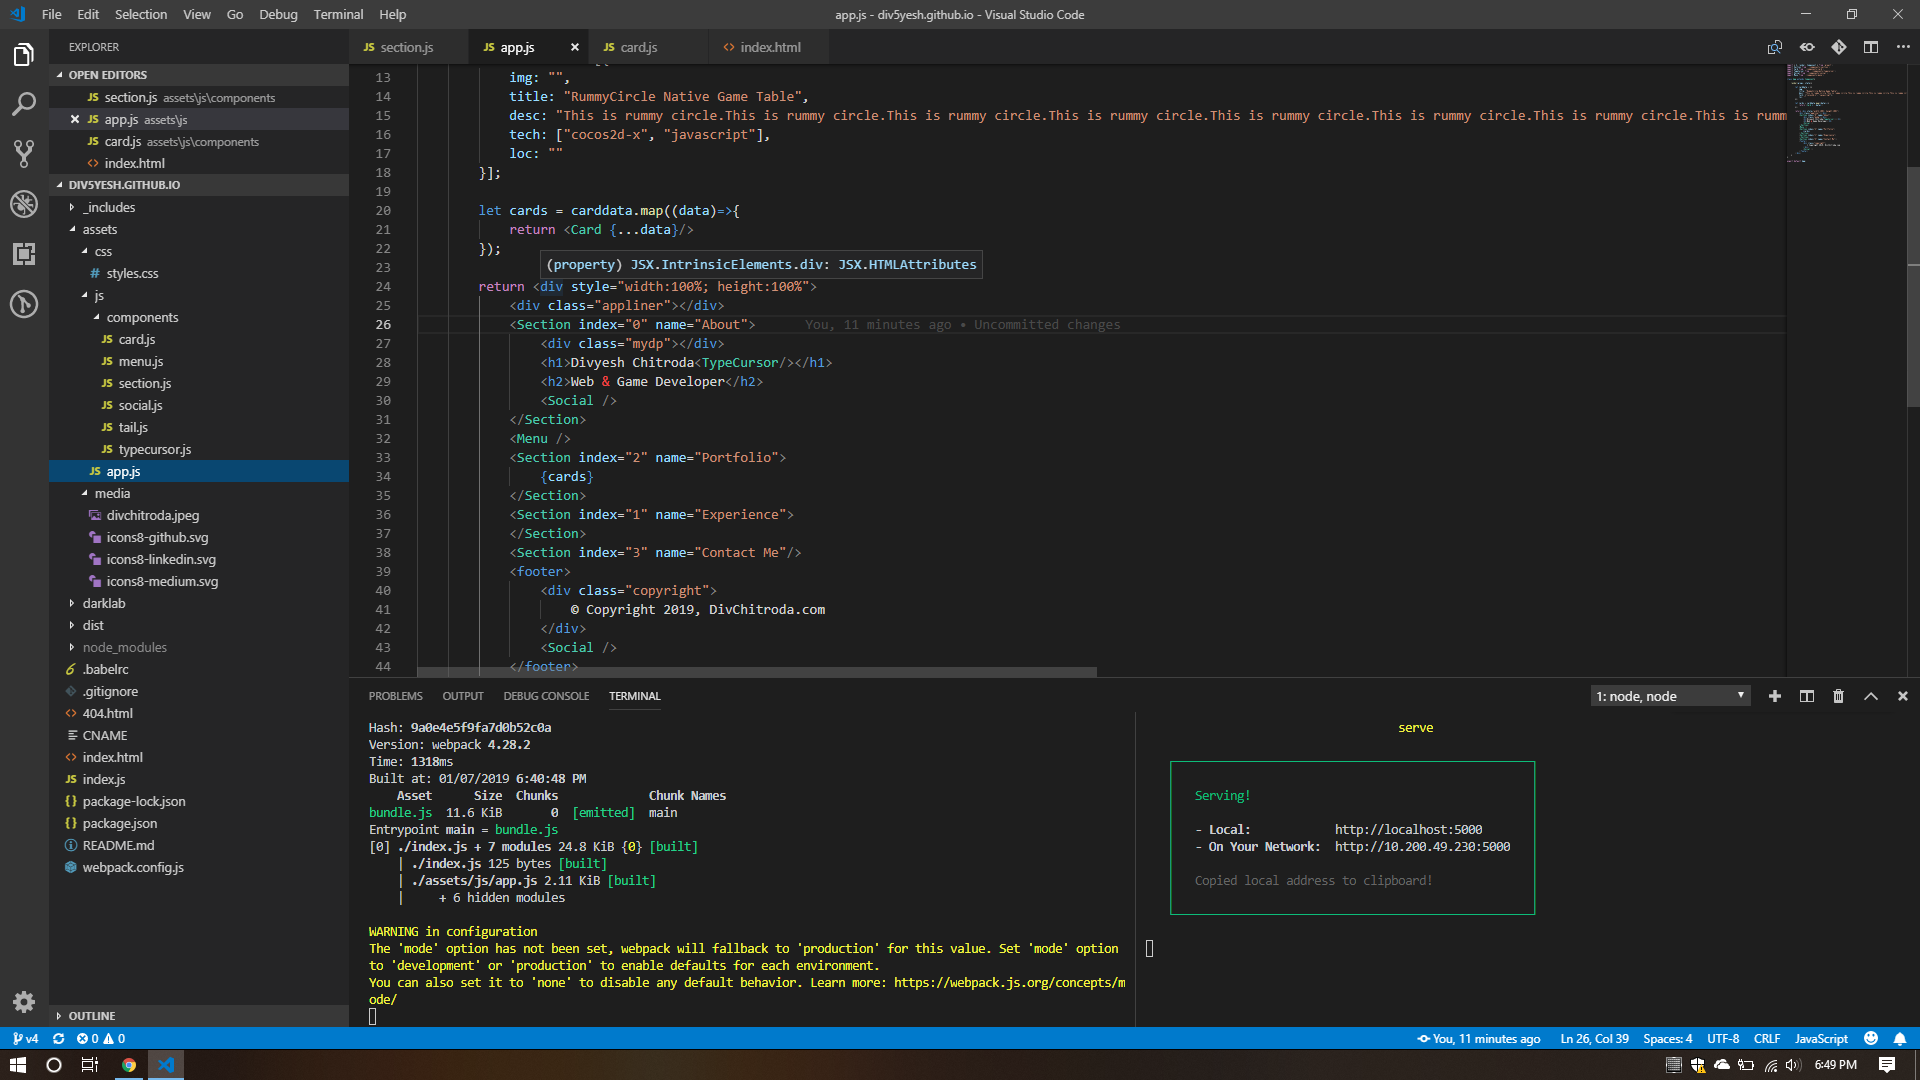 File Edit Selection View Go Debug Terminal Help
app.js - div5yesh.github.io - Visual Studio Code
EXPLORER
OPEN EDITORS
JS section.js assets\js\components
× JS app.js assets\js
JS card.js assets\js\components
<> index.html
DIV5YESH.GITHUB.IO
_includes
assets
css
# styles.css
js
components
JS card.js
JS menu.js
JS section.js
JS social.js
JS tail.js
JS typecursor.js
JS app.js
media
divchitroda.jpeg
icons8-github.svg
icons8-linkedin.svg
icons8-medium.svg
darklab
dist
node_modules
.babelrc
.gitignore
<> 404.html
CNAME
<> index.html
JS index.js
{} package-lock.json
{} package.json
README.md
webpack.config.js
OUTLINE
JS section.js JS app.js × JS card.js <> index.html
13 img: "",
14 title: "RummyCircle Native Game Table",
15 desc: "This is rummy circle.This is rummy circle.This is rummy circle.This is rummy circle.This is rummy circle.This is rummy circle.This is rummy circle.This is rumm
16 tech: ["cocos2d-x", "javascript"],
17 loc: ""
18 }];
19
20 let cards = carddata.map((data)=>{
21 return <Card {...data}/>
22 });
(property) JSX.IntrinsicElements.div: JSX.HTMLAttributes
23
24 return <div style="width:100%; height:100%">
25 <div class="appliner"></div>
26 <Section index="0" name="About"> You, 11 minutes ago • Uncommitted changes
27 <div class="mydp"></div>
28 <h1>Divyesh Chitroda<TypeCursor/></h1>
29 <h2>Web & Game Developer</h2>
30 <Social />
31 </Section>
32 <Menu />
33 <Section index="2" name="Portfolio">
34 {cards}
35 </Section>
36 <Section index="1" name="Experience">
37 </Section>
38 <Section index="3" name="Contact Me"/>
39 <footer>
40 <div class="copyright">
41 © Copyright 2019, DivChitroda.com
42 </div>
43 <Social />
44 </footer>
PROBLEMS OUTPUT DEBUG CONSOLE TERMINAL
1: node, node
Hash: 9a0e4e5f9fa7d0b52c0a
Version: webpack 4.28.2
Time: 1318ms
Built at: 01/07/2019 6:40:48 PM
Asset Size Chunks Chunk Names
bundle.js 11.6 KiB 0 [emitted] main
Entrypoint main = bundle.js
[0] ./index.js + 7 modules 24.8 KiB {0} [built]
| ./index.js 125 bytes [built]
| ./assets/js/app.js 2.11 KiB [built]
| + 6 hidden modules
WARNING in configuration
The 'mode' option has not been set, webpack will fallback to 'production' for this value. Set 'mode' option
to 'development' or 'production' to enable defaults for each environment.
You can also set it to 'none' to disable any default behavior. Learn more: https://webpack.js.org/concepts/m
ode/
serve
Serving!
- Local: http://localhost:5000
- On Your Network: http://10.200.49.230:5000
Copied local address to clipboard!
v4 0 0
You, 11 minutes ago Ln 26, Col 39 Spaces: 4 UTF-8 CRLF JavaScript
6:49 PM